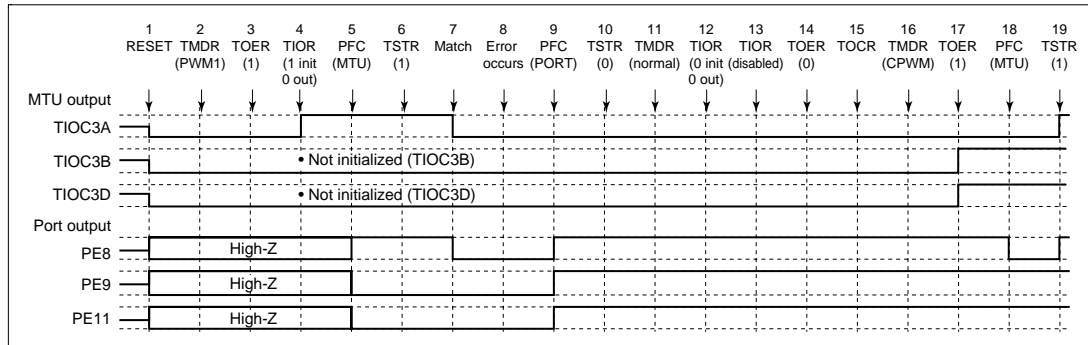 1 2 3 4 5 6 7 8 9 10 11 12 13 14 15 16 17 18 19
RESET TMDR TOER TIOR PFC TSTR Match Error PFC TSTR TMDR TIOR TIOR TOER TOCR TMDR TOER PFC TSTR
(PWM1) (1) (1 init (MTU) (1) occurs (PORT) (0) (normal) (0 init (disabled) (0) (CPWM1) (1) (MTU) (1)
0 out) 0 out)
MTU output
TIOC3A
TIOC3B • Not initialized (TIOC3B)
TIOC3D • Not initialized (TIOC3D)
Port output
PE8 High-Z
PE9 High-Z
PE11 High-Z